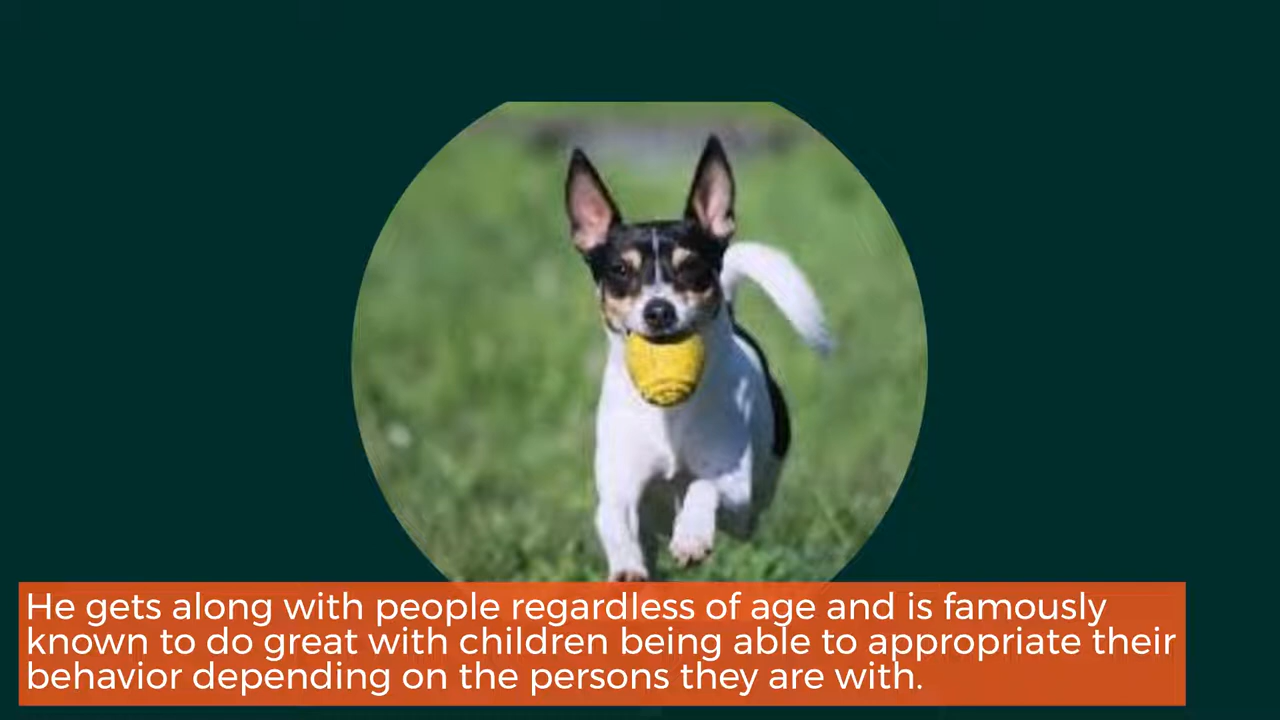 He gets along with people regardless of age and is famously
known to do great with children being able to appropriate their
behavior depending on the persons they are with.